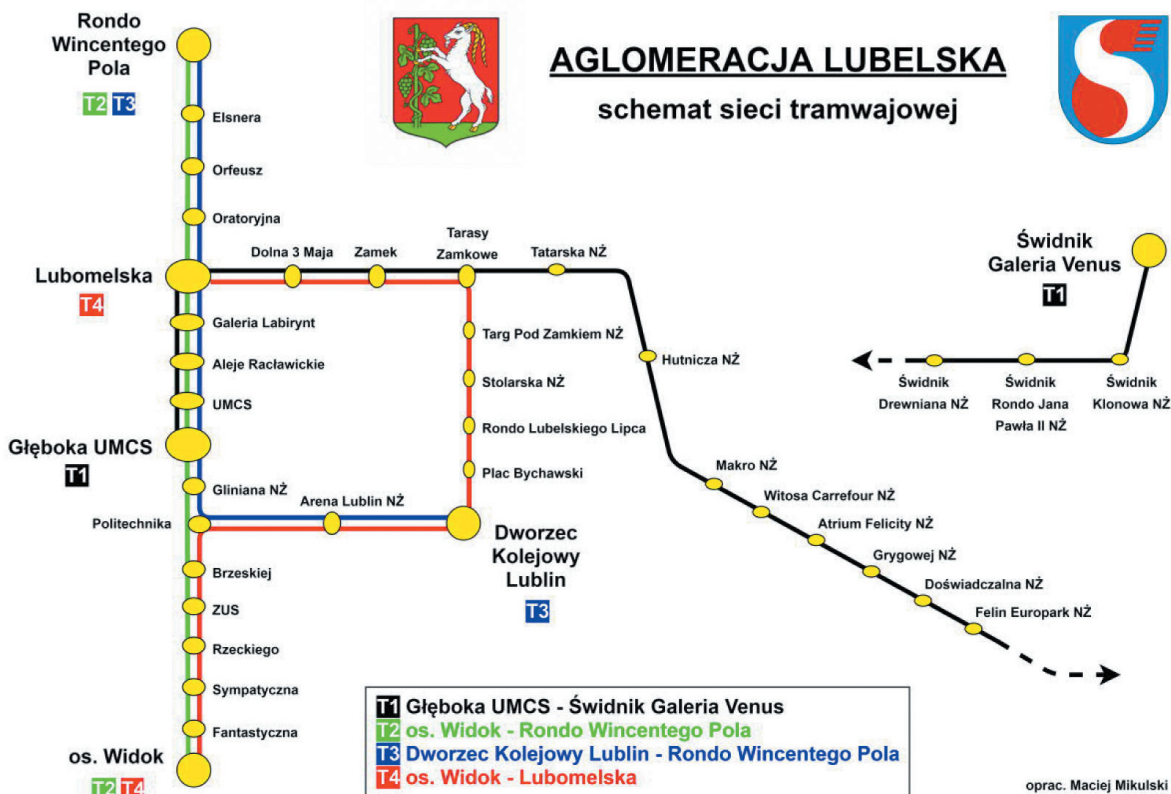 AGLOMERACJA LUBELSKA
schemat sieci tramwajowej
Rondo
Wincentego
Pola
T2 T3
Elsnera
Orfeusz
Oratoryjna
Lubomelska
T4
Dolna 3 Maja
Zamek
Tarasy
Zamkowe
Tatarska NŻ
Świdnik
Galeria Venus
T1
Galeria Labirynt
Aleje Racławickie
UMCS
Głęboka UMCS
T1
Gliniana NŻ
Politechnika
Arena Lublin NŻ
Targ Pod Zamkiem NŻ
Stolarska NŻ
Rondo Lubelskiego Lipca
Plac Bychawski
Dworzec
Kolejowy
Lublin
T3
Hutnicza NŻ
Świdnik
Drewniana NŻ
Świdnik
Rondo Jana
Pawła II NŻ
Świdnik
Klonowa NŻ
Makro NŻ
Witosa Carrefour NŻ
Atrium Felicity NŻ
Grygowej NŻ
Doświadczalna NŻ
Felin Europark NŻ
Brzeskiej
ZUS
Rzeckiego
Sympatyczna
Fantastyczna
os. Widok
T2 T4
T1 Głęboka UMCS - Świdnik Galeria Venus
T2 os. Widok - Rondo Wincentego Pola
T3 Dworzec Kolejowy Lublin - Rondo Wincentego Pola
T4 os. Widok - Lubomelska
oprac. Maciej Mikulski